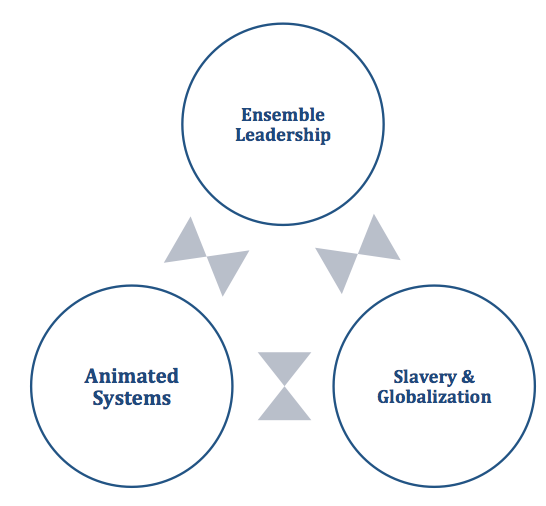 Ensemble
Leadership
Animated
Systems
Slavery &
Globalization